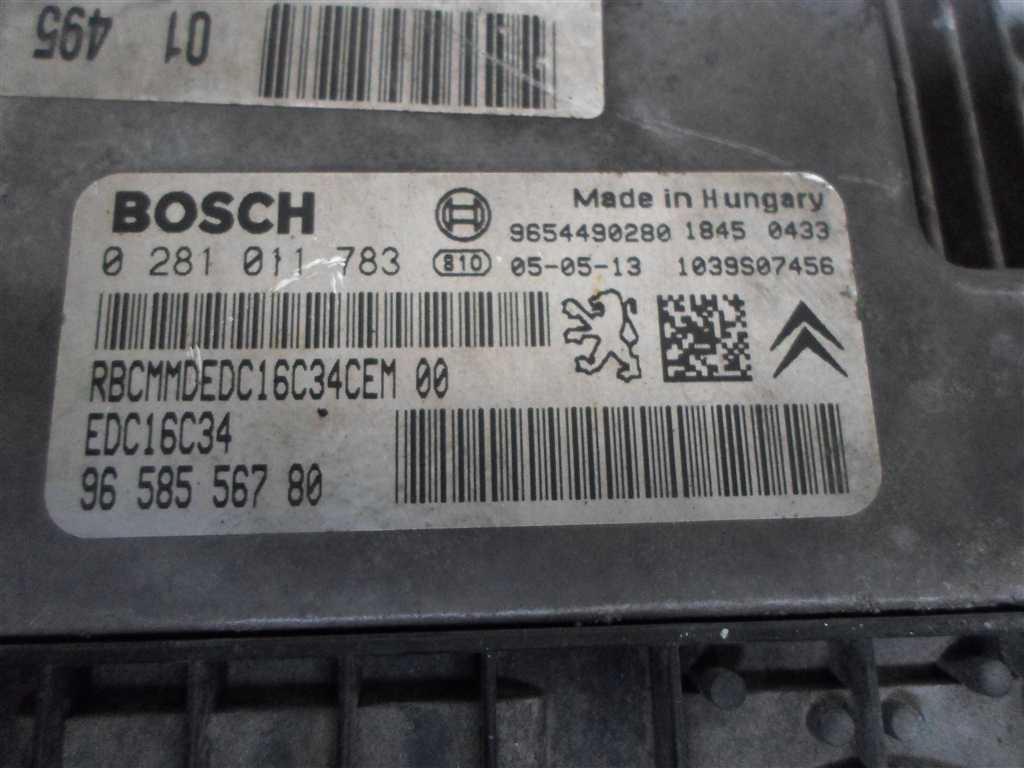 01 495
BOSCH
Made in Hungary
9654490280 1845 0433
0 281 011 783
810
05-05-13 1039S07456
RBCMMDEDC16C34CEM 00
EDC16C34
96 585 567 80